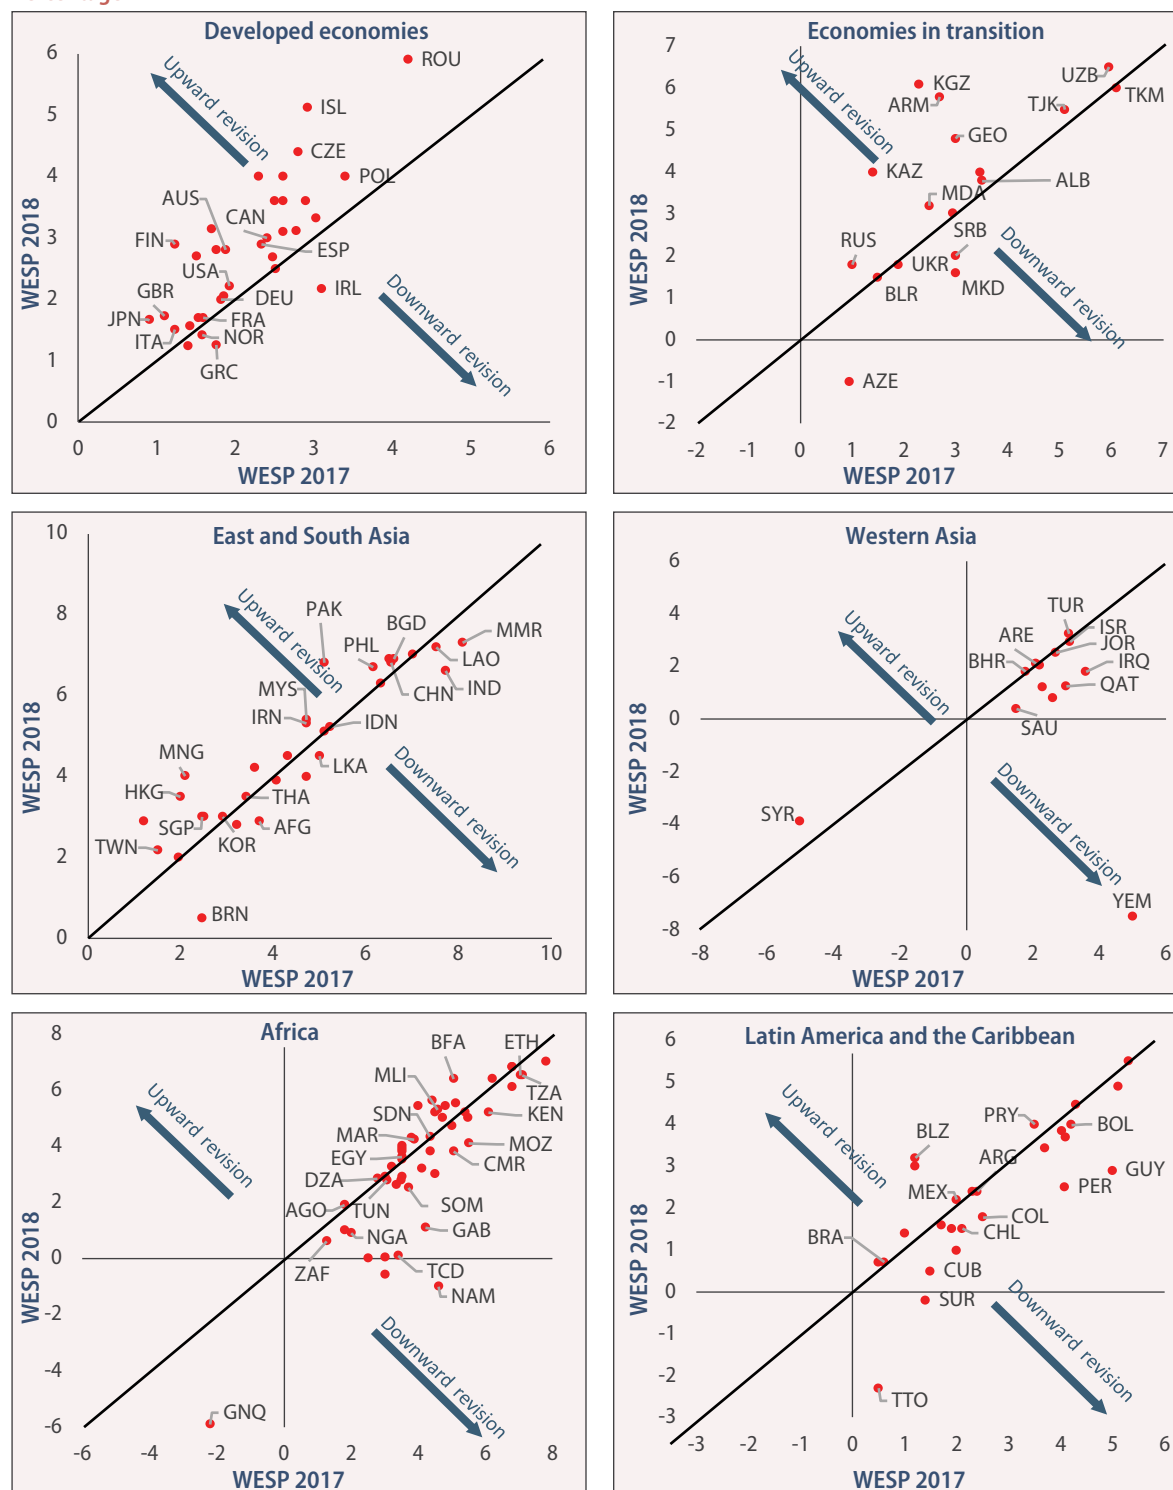 Developed economies
6
5
4
3
2
1
0
0 1 2 3 4 5 6
WESP 2018
WESP 2017
Upward revision
Downward revision
ROU
ISL
CZE
POL
AUS
CAN
FIN
ESP
USA
IRL
GBR
DEU
JPN
FRA
ITA
NOR
GRC
Economies in transition
7
6
5
4
3
2
1
0
-1
-2
-2 -1 0 1 2 3 4 5 6 7
WESP 2018
WESP 2017
Upward revision
Downward revision
UZB
KGZ
TKM
ARM
TJK
GEO
KAZ
ALB
MDA
RUS
SRB
UKR
BLR
MKD
AZE
East and South Asia
10
8
6
4
2
0
0 2 4 6 8 10
WESP 2018
WESP 2017
Upward revision
Downward revision
PAK
BGD
MMR
PHL
LAO
MYS
CHN
IND
IRN
IDN
MNG
LKA
HKG
THA
SGP
AFG
TWN
KOR
BRN
Western Asia
6
4
2
0
-2
-4
-6
-8
-8 -6 -4 -2 0 2 4 6
WESP 2018
WESP 2017
Upward revision
Downward revision
TUR
ISR
ARE
JOR
BHR
IRQ
QAT
SAU
SYR
YEM
Africa
8
6
4
2
0
-2
-4
-6
-6 -4 -2 0 2 4 6 8
WESP 2018
WESP 2017
Upward revision
Downward revision
BFA
ETH
MLI
TZA
SDN
KEN
MAR
MOZ
EGY
CMR
DZA
AGO
TUN
SOM
NGA
GAB
ZAF
TCD
NAM
GNQ
Latin America and the Caribbean
6
5
4
3
2
1
0
-1
-2
-3
-3 -2 -1 0 1 2 3 4 5 6
WESP 2018
WESP 2017
Upward revision
Downward revision
PRY
BOL
BLZ
ARG
GUY
MEX
PER
COL
BRA
CHL
CUB
SUR
TTO